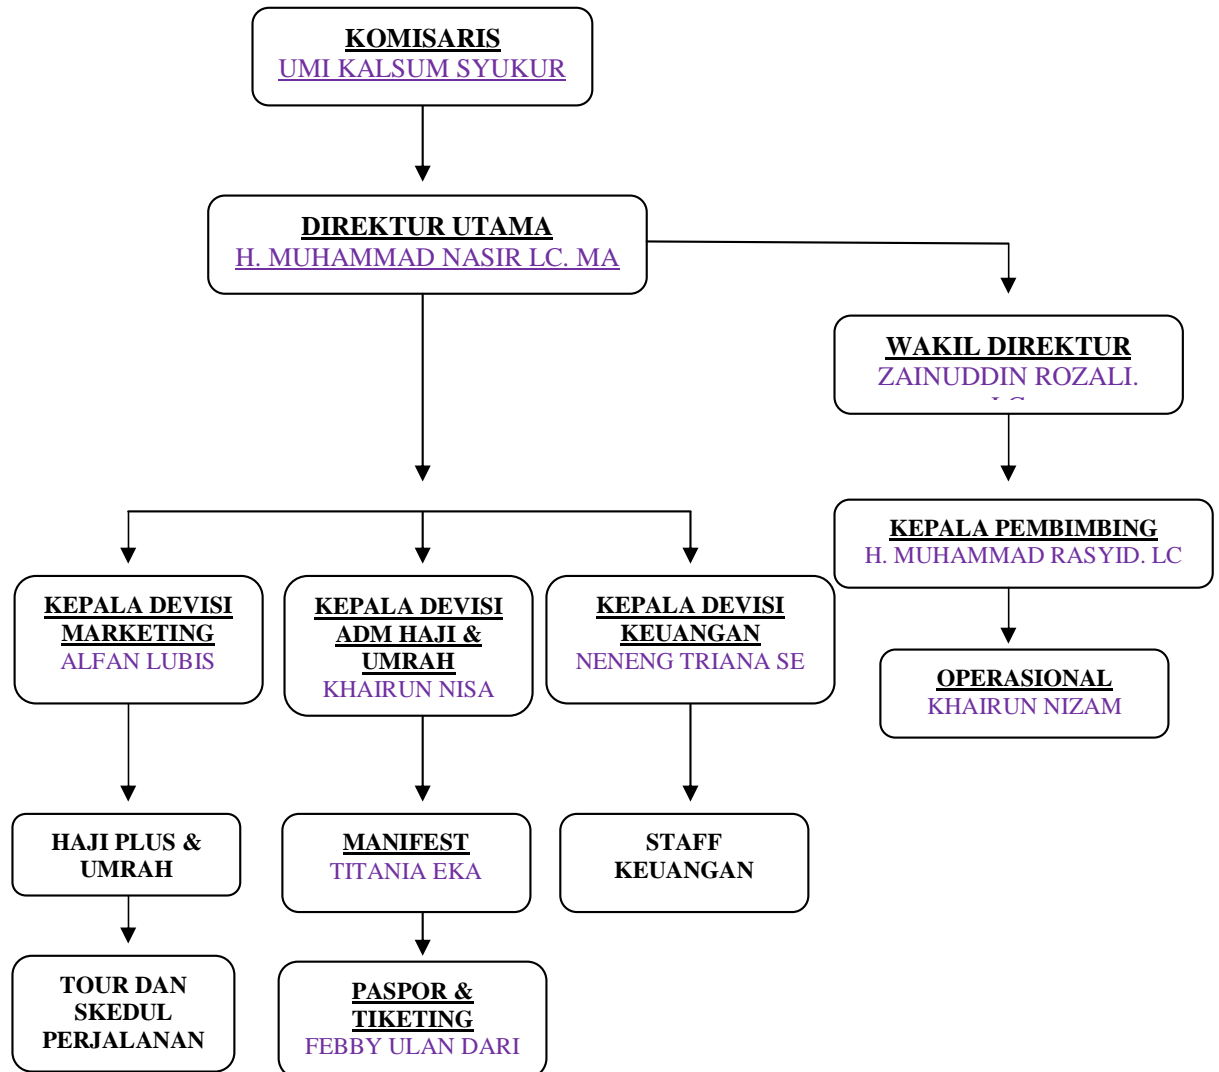 KOMISARIS
UMI KALSUM SYUKUR
DIREKTUR UTAMA
H. MUHAMMAD NASIR LC. MA
WAKIL DIREKTUR
ZAINUDDIN ROZALI.
KEPALA PEMBIMBING
H. MUHAMMAD RASYID. LC
OPERASIONAL
KHAIRUN NIZAM
KEPALA DEVISI
MARKETING
ALFAN LUBIS
KEPALA DEVISI
ADM HAJI &
UMRAH
KHAIRUN NISA
KEPALA DEVISI
KEUANGAN
NENENG TRIANA SE
HAJI PLUS &
UMRAH
MANIFEST
TITANIA EKA
STAFF
KEUANGAN
TOUR DAN
SKEDUL
PERJALANAN
PASPOR &
TIKETING
FEBBY ULAN DARI